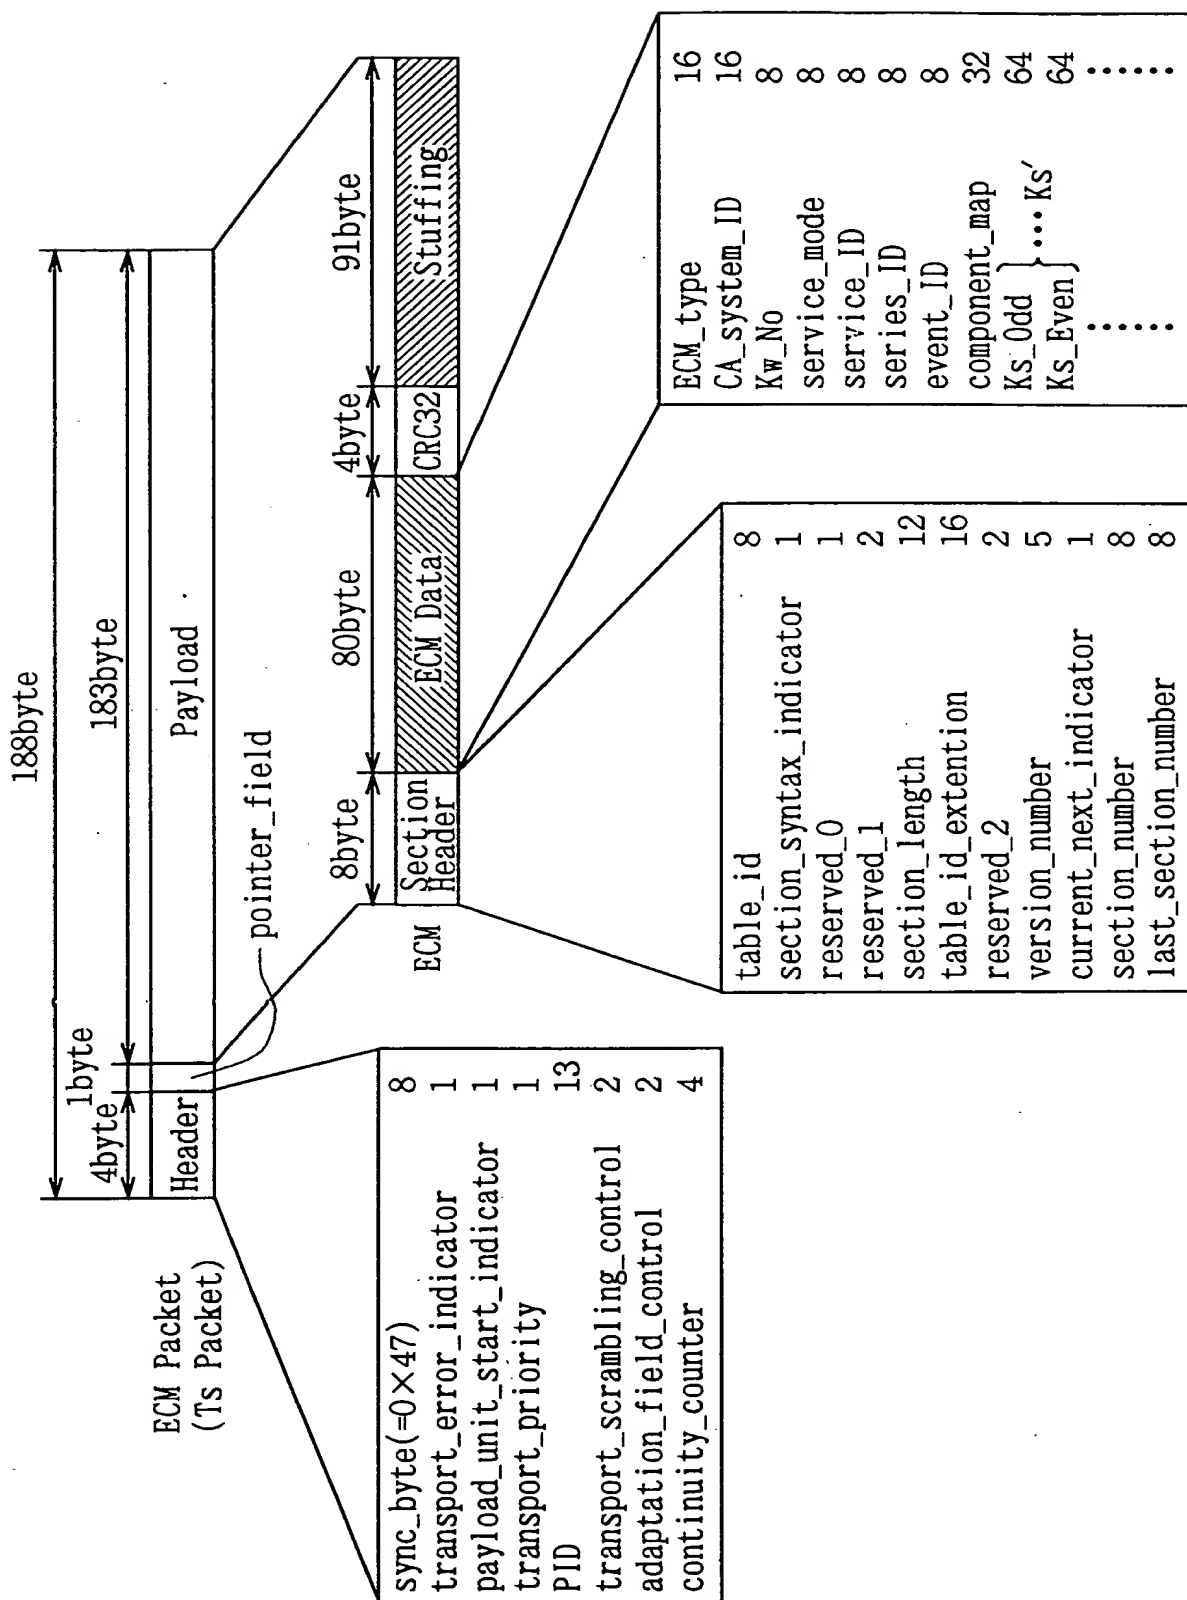 188byte
4byte
1byte
183byte
ECM Packet
(Ts Packet)
Header
Payload
pointer_field
8byte
80byte
4byte
91byte
ECM
Section
Header
ECM Data
CRC32
Stuffing
sync_byte(=0×47) 8
transport_error_indicator 1
payload_unit_start_indicator 1
transport_priority 1
PID 13
transport_scrambling_control 2
adaptation_field_control 2
continuity_counter 4
table_id 8
section_syntax_indicator 1
reserved_0 1
reserved_1 2
section_length 12
table_id_extention 16
reserved_2 2
version_number 5
current_next_indicator 1
section_number 8
last_section_number 8
ECM_type 16
CA_system_ID 16
Kw_No 8
service_mode 8
service_ID 8
series_ID 8
event_ID 8
component_map 32
Ks_Odd 64
Ks_Even 64
···· Ks′
······ ······